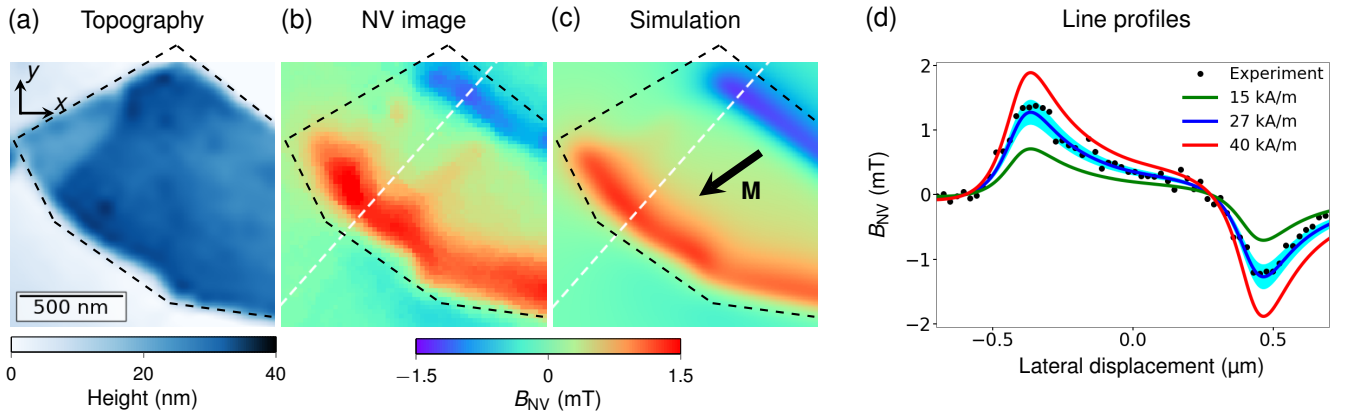 (a) Topography
y
x
500 nm
0 20 40
Height (nm)
(b) NV image
(c) Simulation
M
−1.5 0 1.5
B_NV (mT)
(d) Line profiles
Experiment
15 kA/m
27 kA/m
40 kA/m
2
1
0
−1
−2
B_NV (mT)
−0.5 0.0 0.5
Lateral displacement (μm)